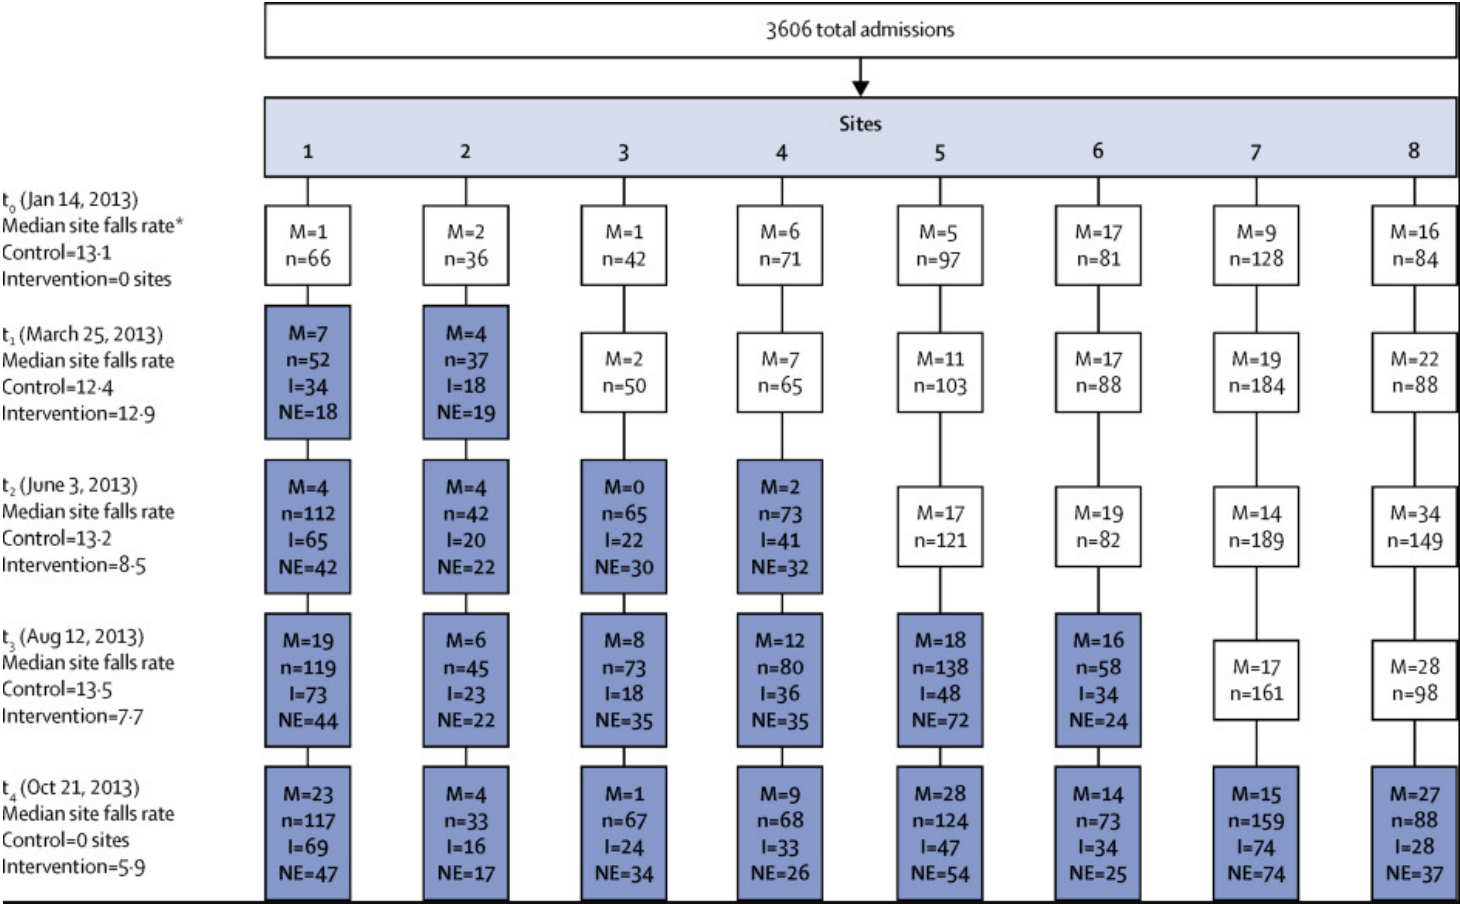 3606 total admissions
Sites
1 2 3 4 5 6 7 8
t0 (Jan 14, 2013)
Median site falls rate*
Control=13·1
Intervention=0 sites
M=1 M=2 M=1 M=6 M=5 M=17 M=9 M=16
n=66 n=36 n=42 n=71 n=97 n=81 n=128 n=84
t1 (March 25, 2013)
Median site falls rate
Control=12·4
Intervention=12·9
M=7 M=4 M=2 M=7 M=11 M=17 M=19 M=22
n=52 n=37 n=50 n=65 n=103 n=88 n=184 n=88
I=34 I=18
NE=18 NE=19
t2 (June 3, 2013)
Median site falls rate
Control=13·2
Intervention=8·5
M=4 M=4 M=0 M=2 M=17 M=19 M=14 M=34
n=112 n=42 n=65 n=73 n=121 n=82 n=189 n=149
I=65 I=20 I=22 I=41
NE=42 NE=22 NE=30 NE=32
t3 (Aug 12, 2013)
Median site falls rate
Control=13·5
Intervention=7·7
M=19 M=6 M=8 M=12 M=18 M=16 M=17 M=28
n=119 n=45 n=73 n=80 n=138 n=58 n=161 n=98
I=73 I=23 I=18 I=36 I=48 I=34
NE=44 NE=22 NE=35 NE=35 NE=72 NE=24
t4 (Oct 21, 2013)
Median site falls rate
Control=0 sites
Intervention=5·9
M=23 M=4 M=1 M=9 M=28 M=14 M=15 M=27
n=117 n=33 n=67 n=68 n=124 n=73 n=159 n=88
I=69 I=16 I=24 I=33 I=47 I=34 I=74 I=28
NE=47 NE=17 NE=34 NE=26 NE=54 NE=25 NE=74 NE=37